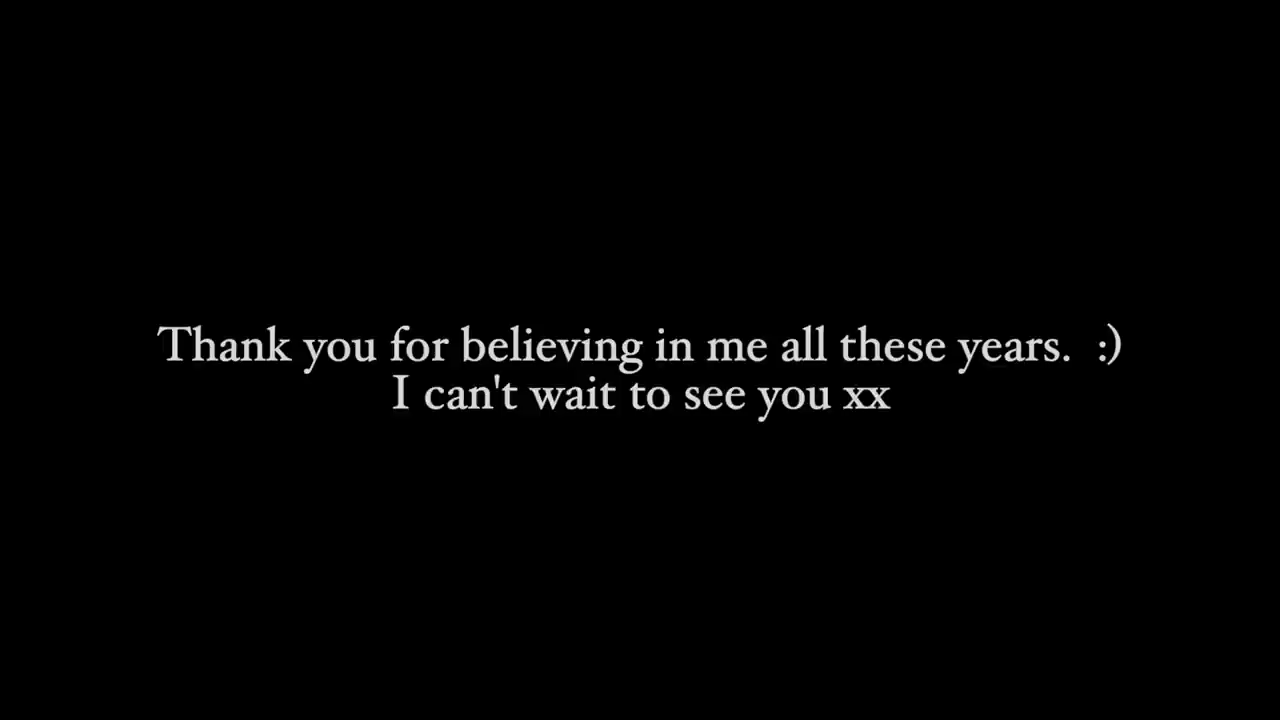 Thank you for believing in me all these years.  :)
I can't wait to see you xx